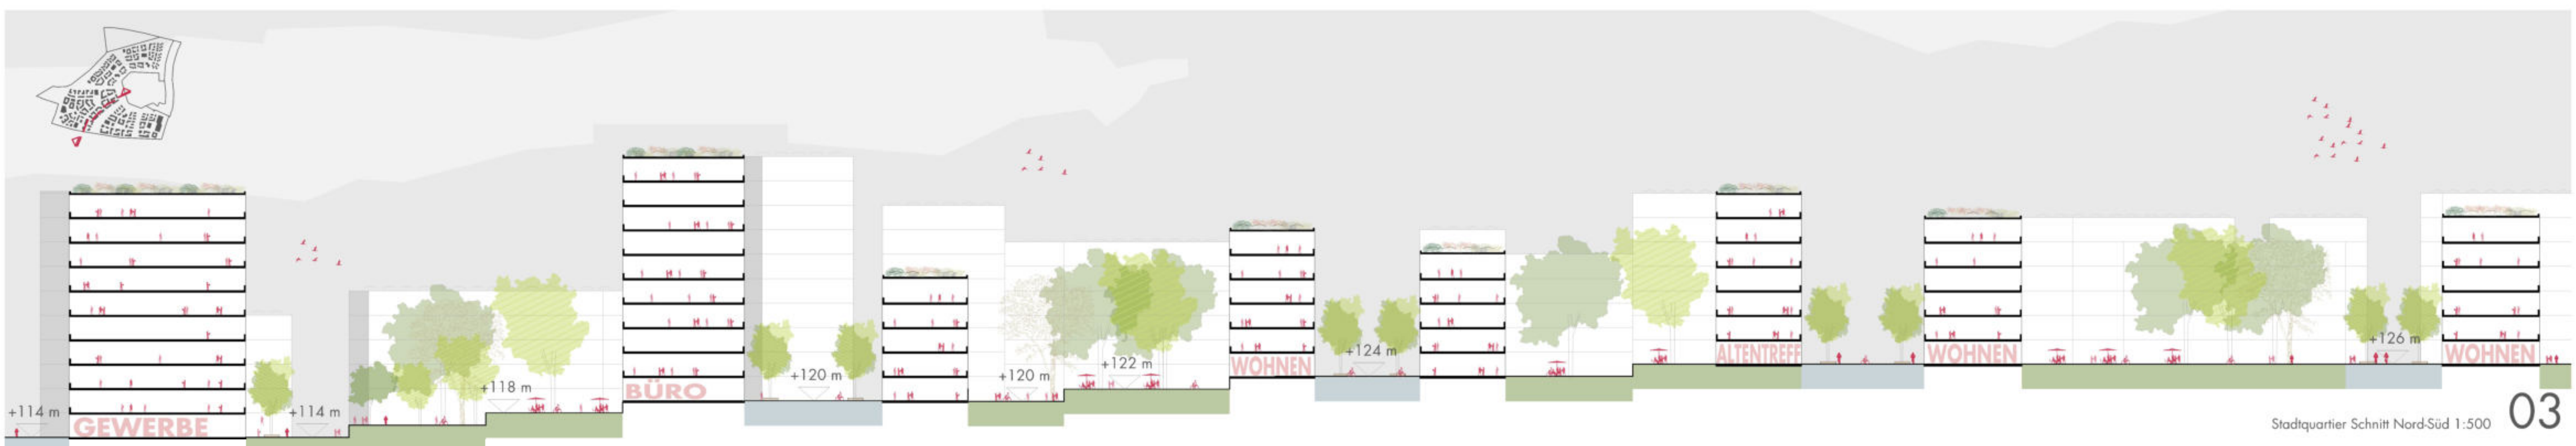 +114 m
GEWERBE
+114 m
+118 m
BÜRO
+120 m
+120 m
+122 m
WOHNEN
+124 m
ALTENTREFF
WOHNEN
+126 m
WOHNEN
Stadtquartier Schnitt Nord-Süd 1:500
03